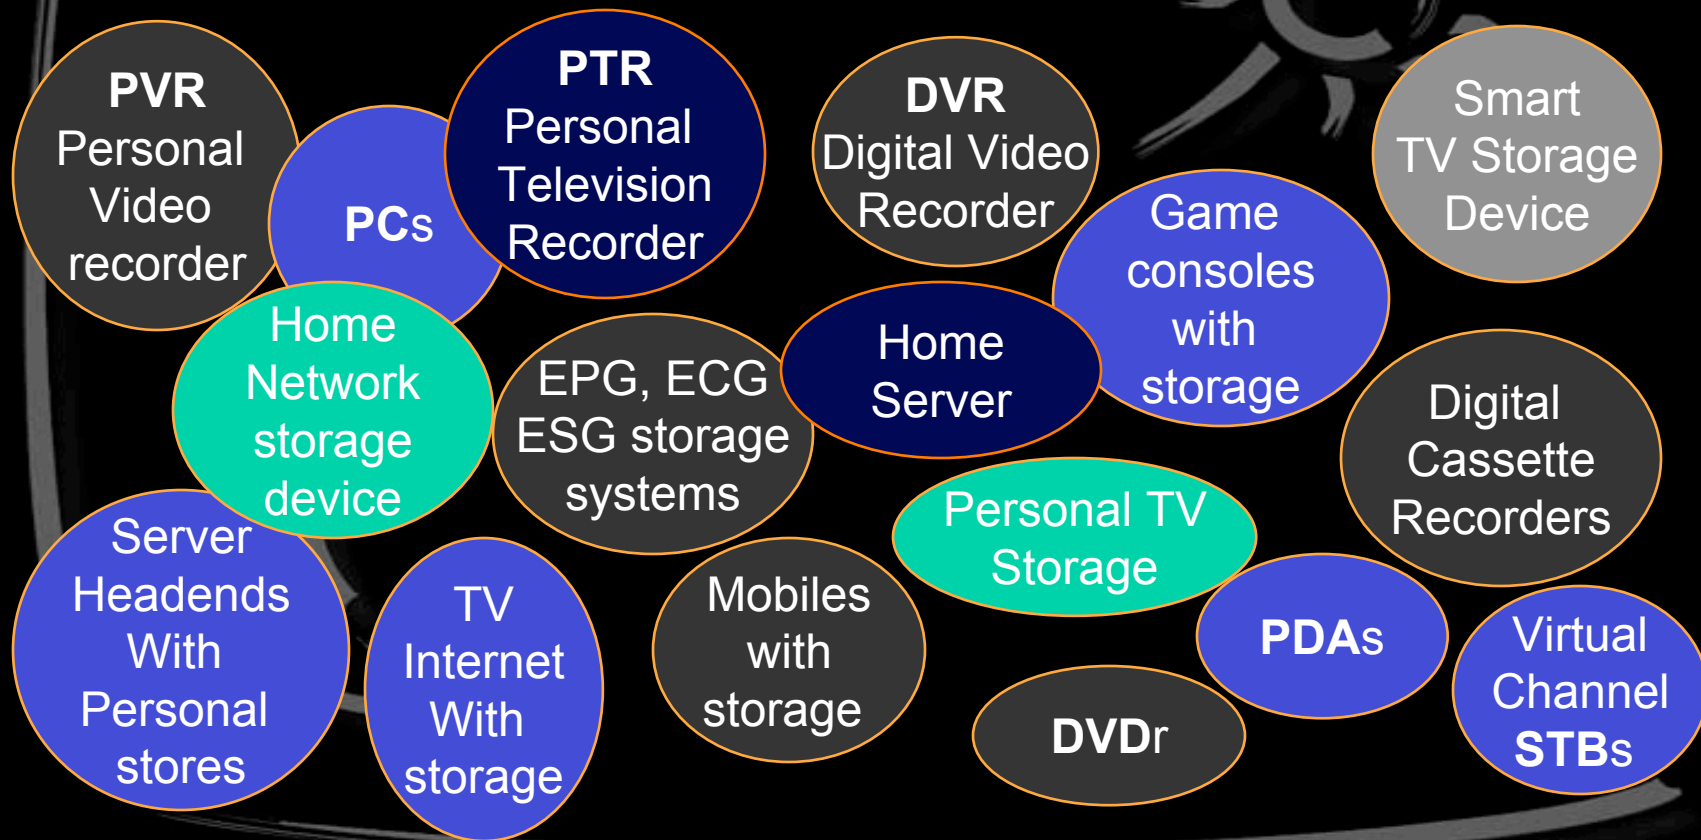 PVR
Personal
Video
recorder
PCs
PTR
Personal
Television
Recorder
DVR
Digital Video
Recorder
Game
consoles
with
storage
Smart
TV Storage
Device
Home
Network
storage
device
EPG, ECG
ESG storage
systems
Home
Server
Personal TV
Storage
Digital
Cassette
Recorders
Server
Headends
With
Personal
stores
TV
Internet
With
storage
Mobiles
with
storage
DVDr
PDAs
Virtual
Channel
STBs